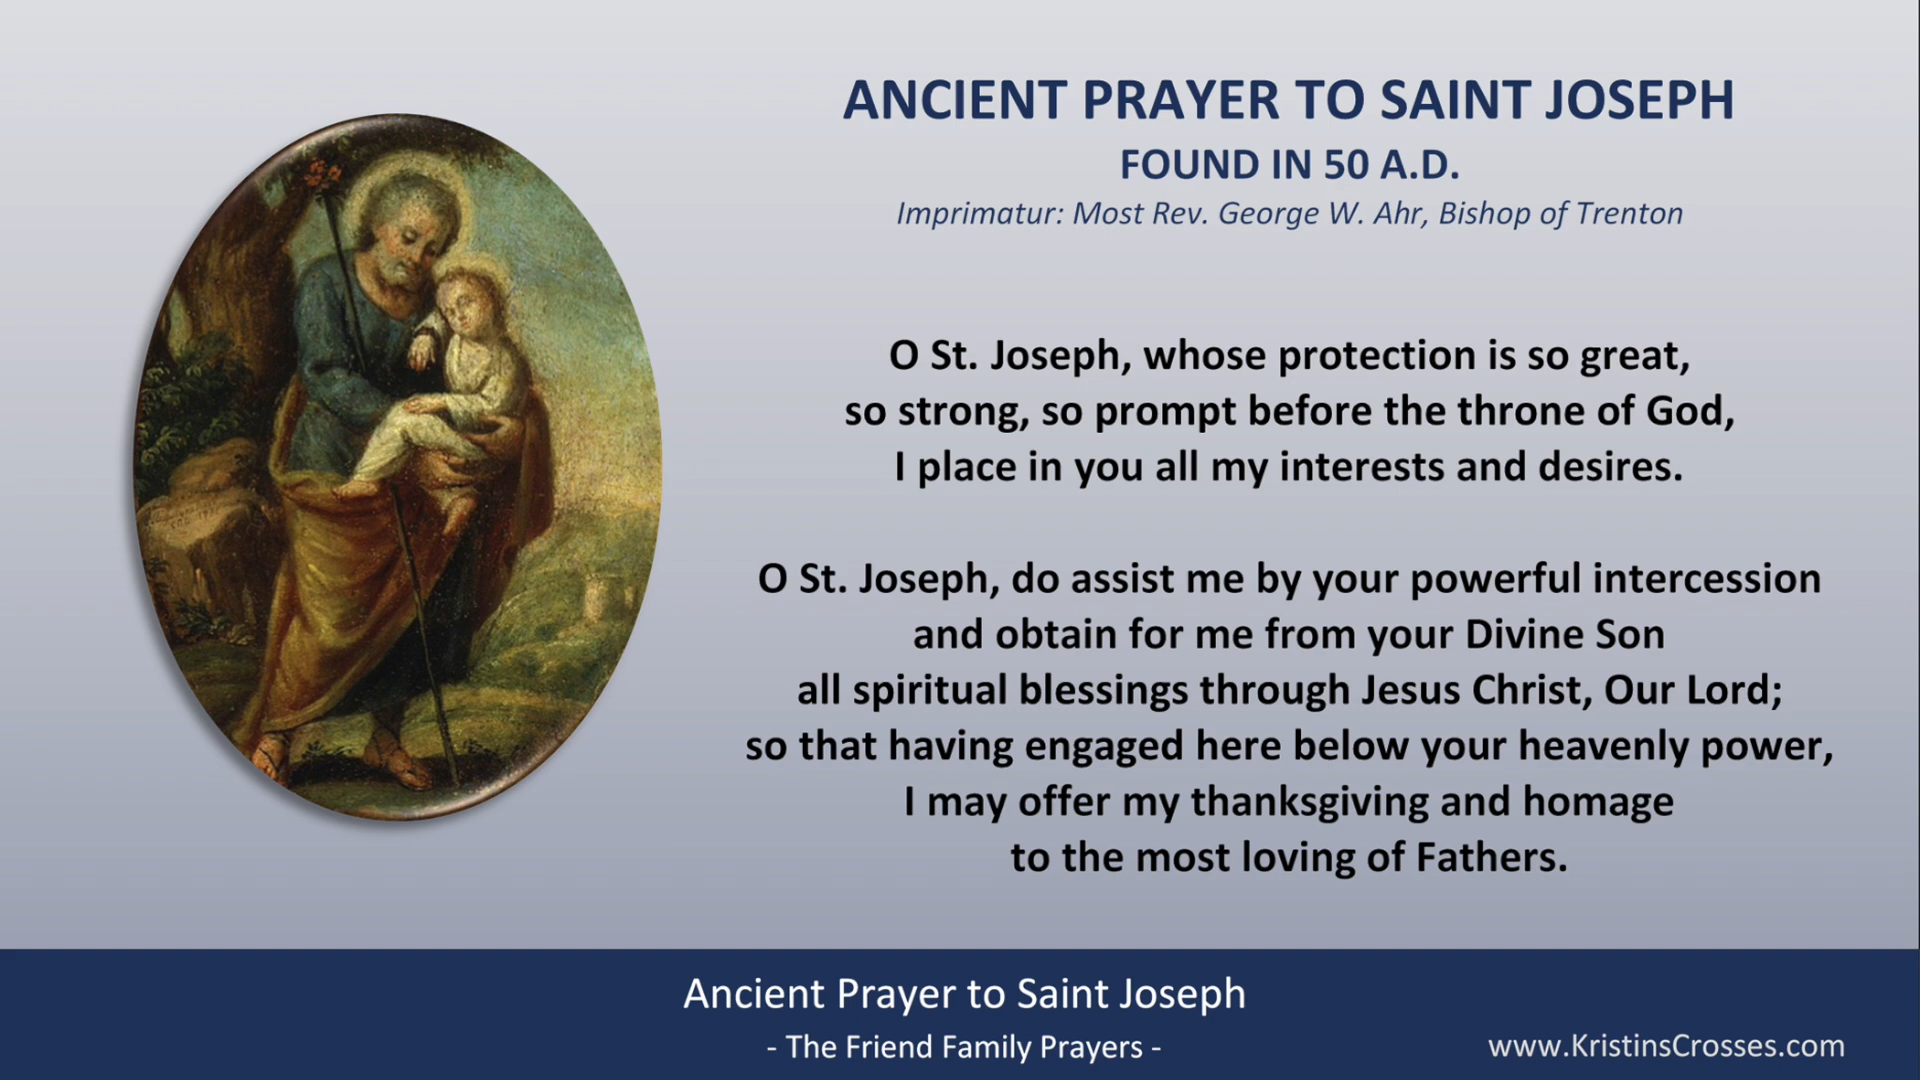 ANCIENT PRAYER TO SAINT JOSEPH
FOUND IN 50 A.D.
Imprimatur: Most Rev. George W. Ahr, Bishop of Trenton
O St. Joseph, whose protection is so great,
so strong, so prompt before the throne of God,
I place in you all my interests and desires.
O St. Joseph, do assist me by your powerful intercession
and obtain for me from your Divine Son
all spiritual blessings through Jesus Christ, Our Lord;
so that having engaged here below your heavenly power,
I may offer my thanksgiving and homage
to the most loving of Fathers.
Ancient Prayer to Saint Joseph
- The Friend Family Prayers -
www.KristinsCrosses.com